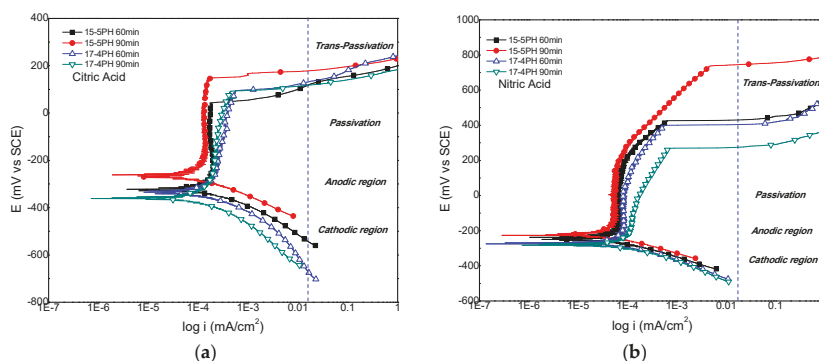 15-5PH 60min
15-5PH 90min
17-4PH 60min
17-4PH 90min
Citric Acid
Trans-Passivation
Passivation
Anodic region
Cathodic region
E (mV vs SCE)
400
200
0
-200
-400
-600
-800
1E-7
1E-6
1E-5
1E-4
1E-3
0.01
0.1
1
log i (mA/cm²)
(a)
15-5PH 60min
15-5PH 90min
17-4PH 60min
17-4PH 90min
Nitric Acid
Trans-Passivation
Passivation
Anodic region
Cathodic region
E (mV vs SCE)
1000
800
600
400
200
0
-200
-400
-600
1E-7
1E-6
1E-5
1E-4
1E-3
0.01
0.1
log i (mA/cm²)
(b)